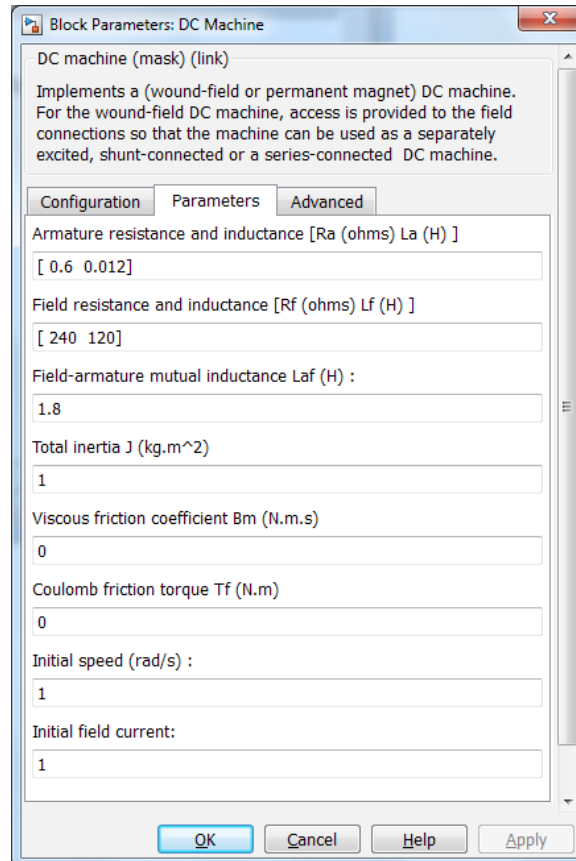 Block Parameters: DC Machine
DC machine (mask) (link)
Implements a (wound-field or permanent magnet) DC machine.
For the wound-field DC machine, access is provided to the field
connections so that the machine can be used as a separately
excited, shunt-connected or a series-connected DC machine.
Configuration Parameters Advanced
Armature resistance and inductance [Ra (ohms) La (H) ]
[ 0.6 0.012]
Field resistance and inductance [Rf (ohms) Lf (H) ]
[ 240 120]
Field-armature mutual inductance Laf (H) :
1.8
Total inertia J (kg.m^2)
1
Viscous friction coefficient Bm (N.m.s)
0
Coulomb friction torque Tf (N.m)
0
Initial speed (rad/s) :
1
Initial field current:
1
OK Cancel Help Apply